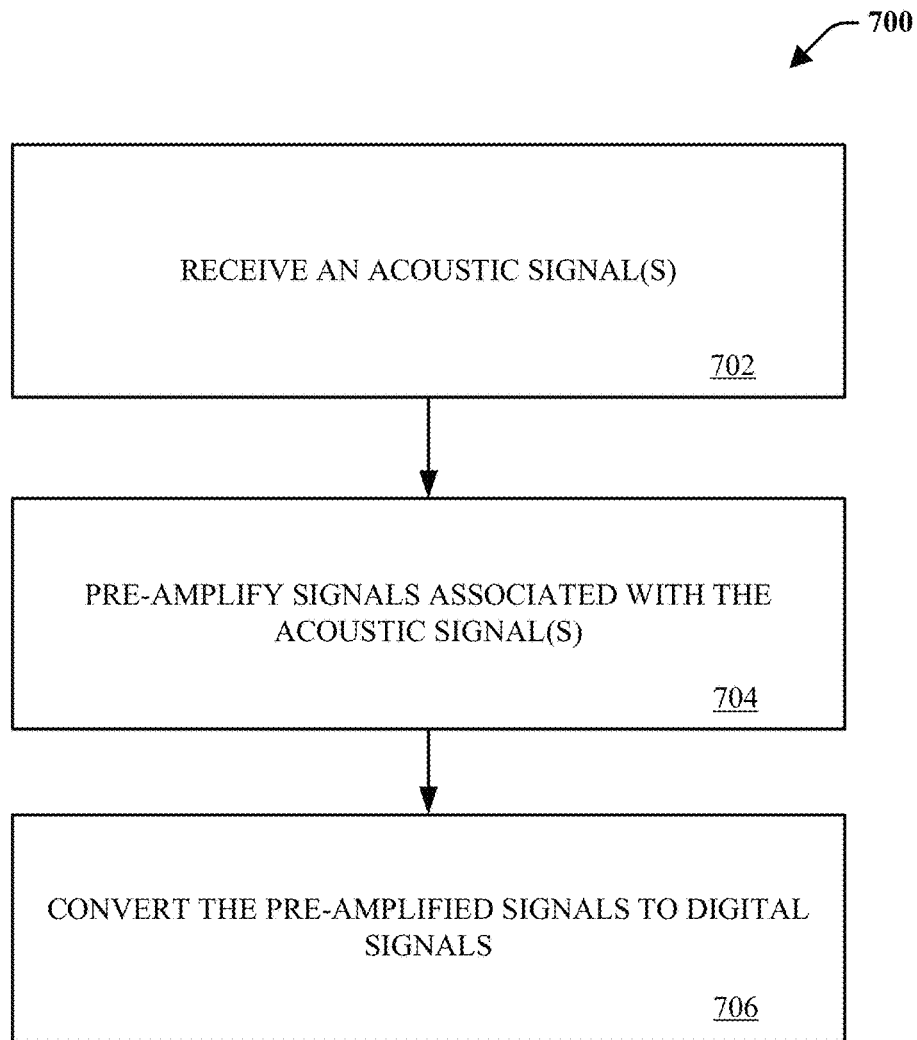 700
RECEIVE AN ACOUSTIC SIGNAL(S)
702
PRE-AMPLIFY SIGNALS ASSOCIATED WITH THE
ACOUSTIC SIGNAL(S)
704
CONVERT THE PRE-AMPLIFIED SIGNALS TO DIGITAL
SIGNALS
706